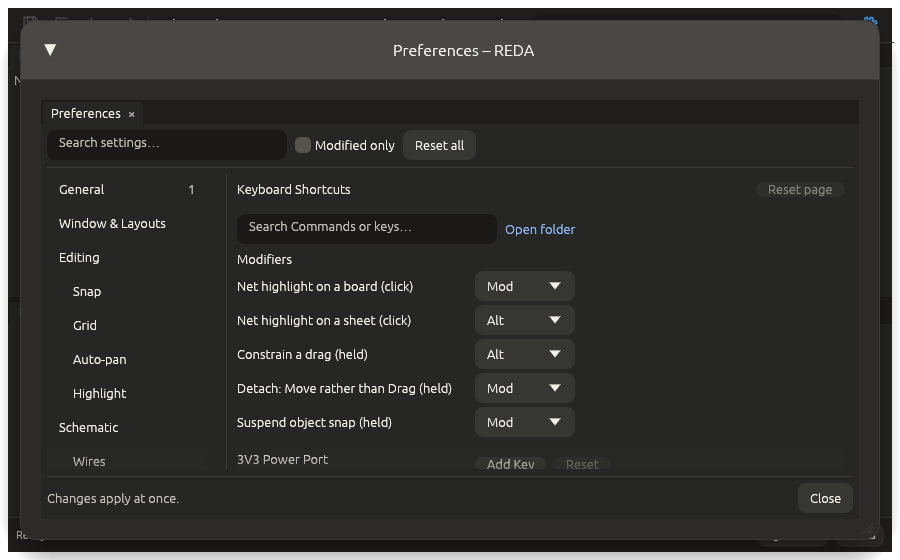 Preferences – REDA
Preferences ×
Search settings…
Modified only
Reset all
General 1
Keyboard Shortcuts
Reset page
Window & Layouts
Search Commands or keys…
Open folder
Editing
Modifiers
Snap
Net highlight on a board (click) Mod
Grid
Net highlight on a sheet (click) Alt
Auto-pan
Constrain a drag (held) Alt
Highlight
Detach: Move rather than Drag (held) Mod
Schematic
Suspend object snap (held) Mod
Wires
3V3 Power Port Add Key Reset
Changes apply at once.
Close